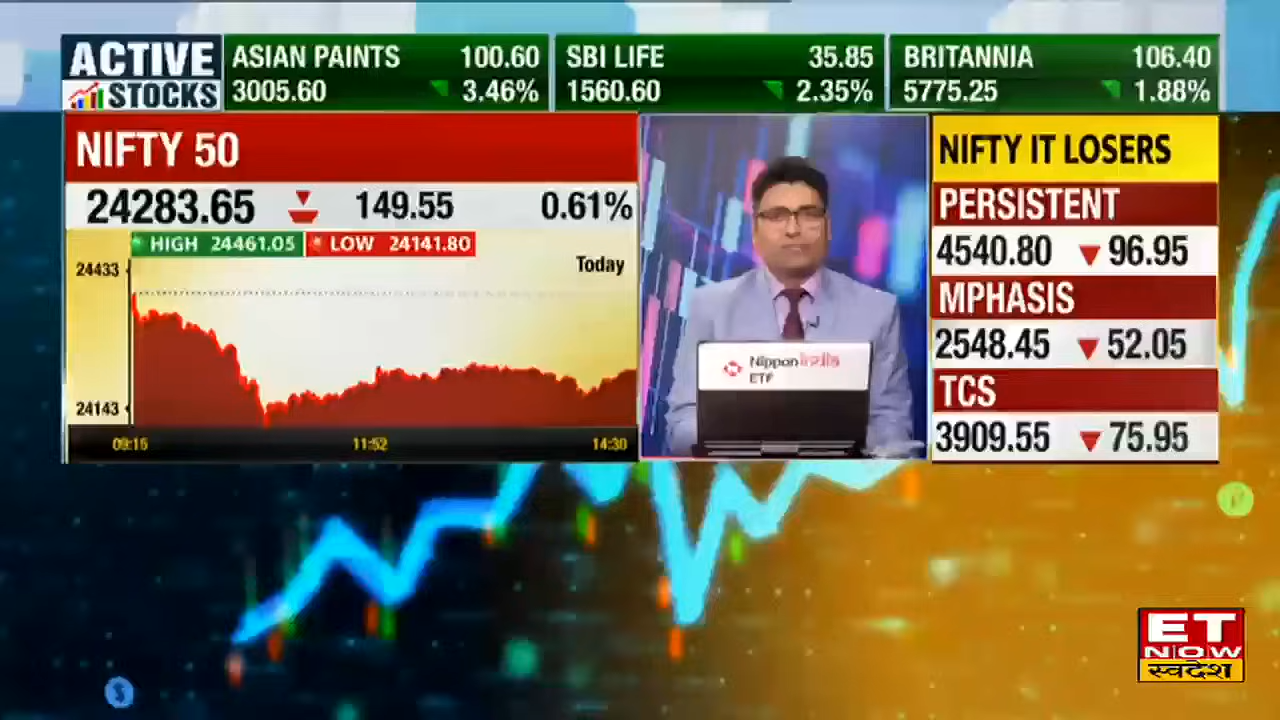 ACTIVE
STOCKS
ASIAN PAINTS 100.60
3005.60 3.46%
SBI LIFE 35.85
1560.60 2.35%
BRITANNIA 106.40
5775.25 1.88%
NIFTY 50
24283.65 149.55 0.61%
HIGH 24461.05 LOW 24141.80
Today
24433
24143
09:15 11:52 14:30
Nippon india
ETF
NIFTY IT LOSERS
PERSISTENT
4540.80 96.95
MPHASIS
2548.45 52.05
TCS
3909.55 75.95
ET
NOW
स्वदेश